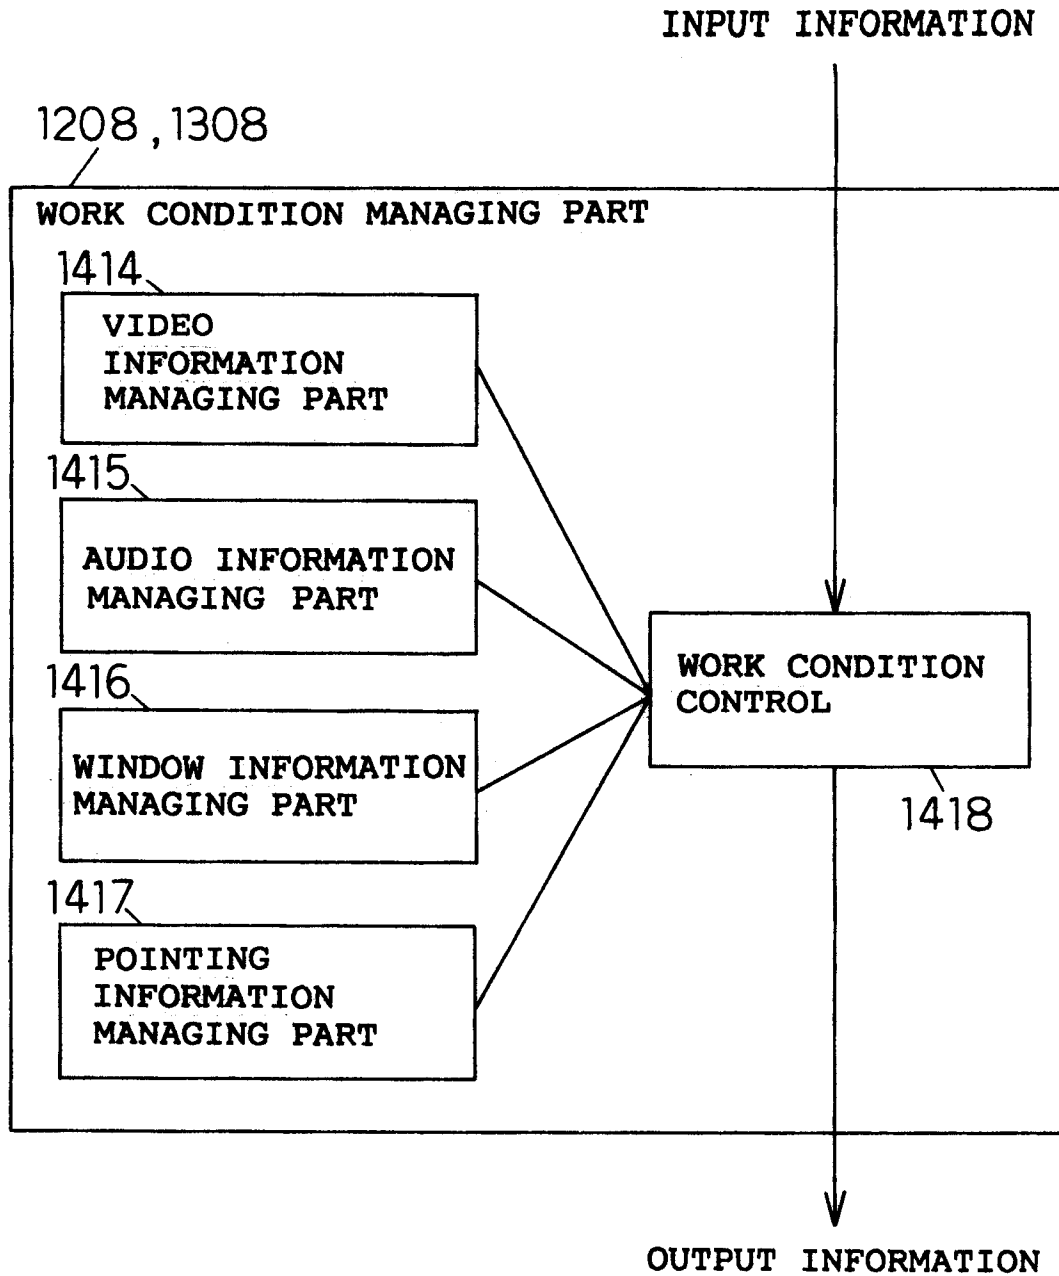 INPUT INFORMATION
1208, 1308
WORK CONDITION MANAGING PART
1414
VIDEO
INFORMATION
MANAGING PART
1415
AUDIO INFORMATION
MANAGING PART
1416
WINDOW INFORMATION
MANAGING PART
1417
POINTING
INFORMATION
MANAGING PART
WORK CONDITION
CONTROL
1418
OUTPUT INFORMATION